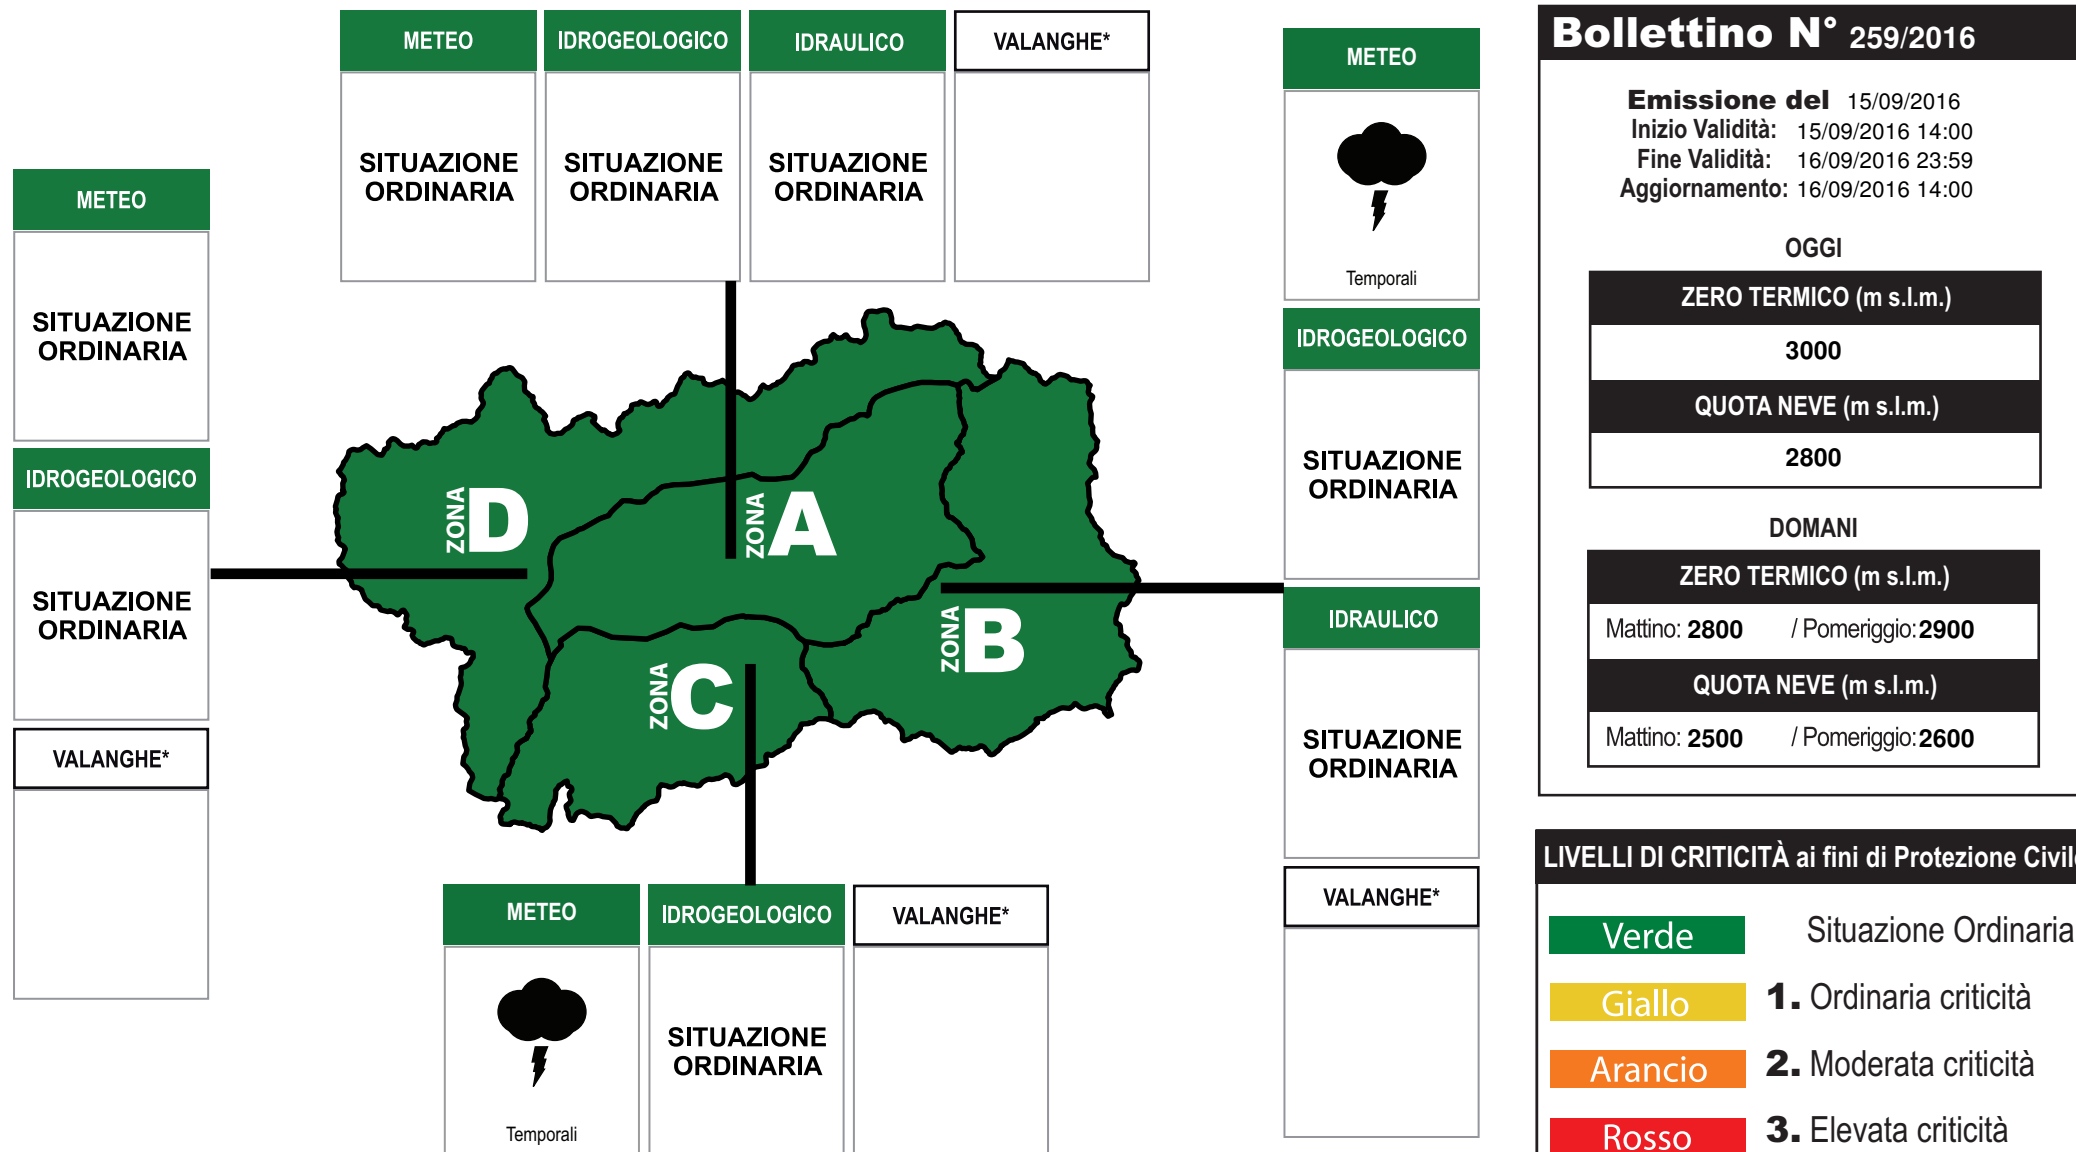 METEO IDROGEOLOGICO IDRAULICO VALANGHE*
SITUAZIONE ORDINARIA SITUAZIONE ORDINARIA SITUAZIONE ORDINARIA
METEO
SITUAZIONE
ORDINARIA
IDROGEOLOGICO
SITUAZIONE
ORDINARIA
VALANGHE*
ZONA D
ZONA A
ZONA B
ZONA C
METEO IDROGEOLOGICO VALANGHE*
Temporali
SITUAZIONE
ORDINARIA
METEO
Temporali
IDROGEOLOGICO
SITUAZIONE
ORDINARIA
IDRAULICO
SITUAZIONE
ORDINARIA
VALANGHE*
Bollettino N° 259/2016
Emissione del 15/09/2016
Inizio Validità: 15/09/2016 14:00
Fine Validità: 16/09/2016 23:59
Aggiornamento: 16/09/2016 14:00
OGGI
ZERO TERMICO (m s.l.m.)
3000
QUOTA NEVE (m s.l.m.)
2800
DOMANI
ZERO TERMICO (m s.l.m.)
Mattino: 2800 / Pomeriggio: 2900
QUOTA NEVE (m s.l.m.)
Mattino: 2500 / Pomeriggio: 2600
LIVELLI DI CRITICITÀ ai fini di Protezione Civile
Verde Situazione Ordinaria
Giallo 1. Ordinaria criticità
Arancio 2. Moderata criticità
Rosso 3. Elevata criticità